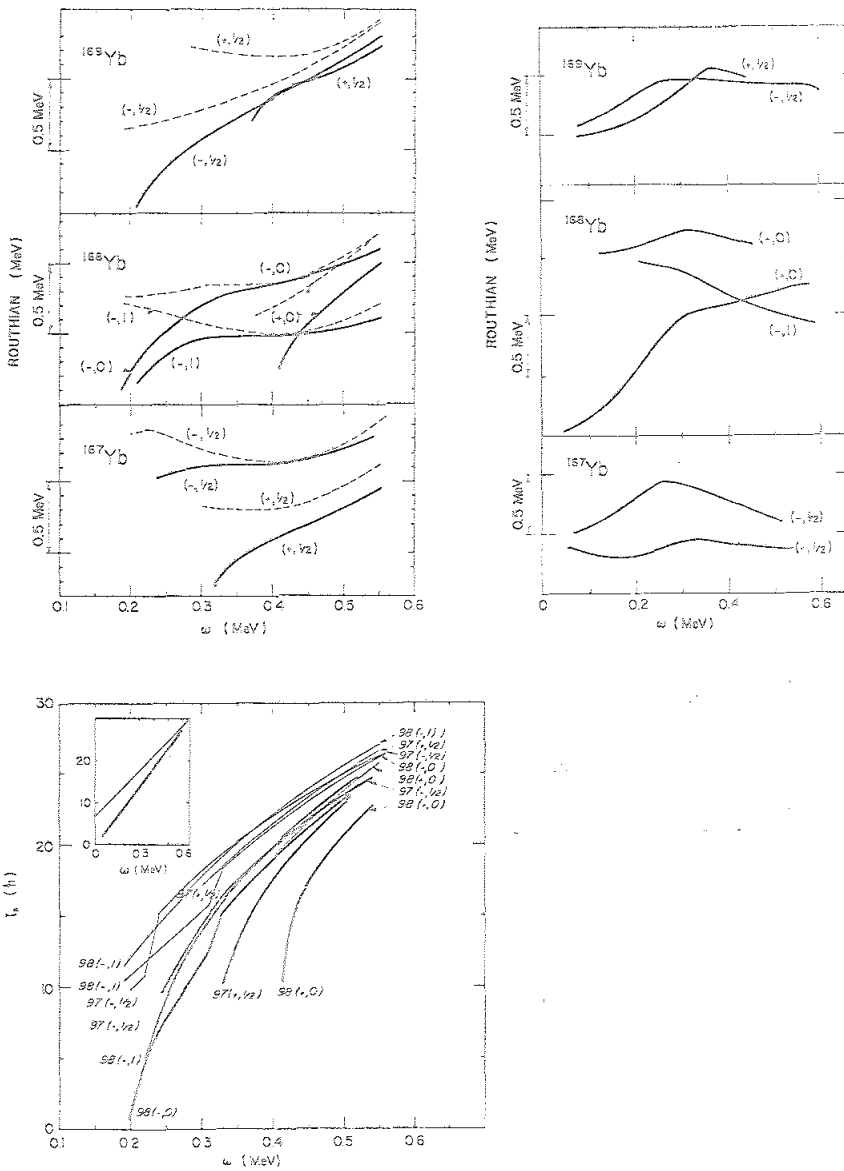 ROUTHIAN (MeV)
0.5 MeV
0.5 MeV
0.5 MeV
169Yb
(+,1/2)
(+,1/2)
(-,1/2)
(-,1/2)
168Yb
(-,0)
(-,1)
(+,0)
(-,0)
(-,1)
167Yb
(-,1/2)
(-,1/2)
(+,1/2)
(+,1/2)
0.1 0.2 0.3 0.4 0.5 0.6
ω (MeV)
ROUTHIAN (MeV)
0.5 MeV
0.5 MeV
0.5 MeV
169Yb
(+,1/2)
(-,1/2)
168Yb
(-,0)
(+,0)
(-,1)
167Yb
(-,1/2)
(+,1/2)
0 0.2 0.4 0.6
ω (MeV)
30
20
10
0
20
10
0
0 0.3 0.6
ω (MeV)
98(-,1)
97(+,1/2)
97(-,1/2)
98(-,0)
98(+,0)
97(-,1/2)
98(+,0)
97(+,1/2)
98(-,1)
98(-,1)
97(-,1/2)
97(-,1/2)
98(-,1)
98(-,0)
97(+,1/2)
98(+,0)
0.1 0.2 0.3 0.4 0.5 0.6
ω (MeV)